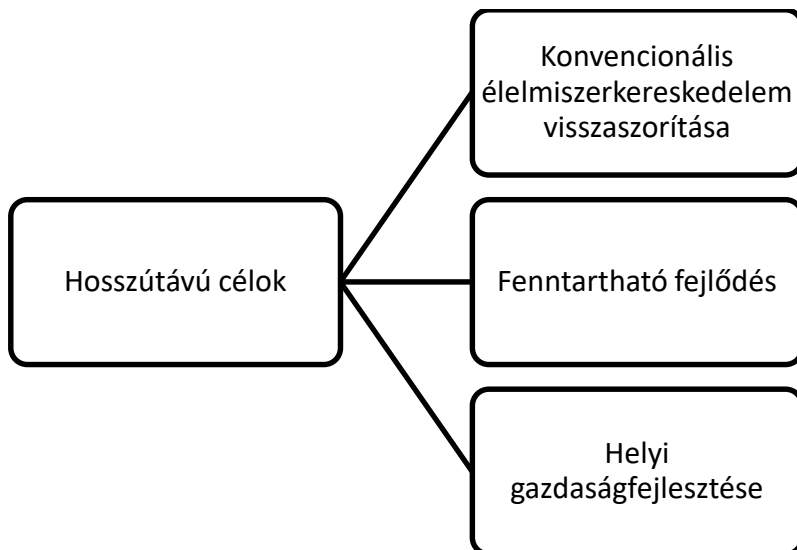 Hosszútávú célok
Konvencionális
élelmiszerkereskedelem
visszaszorítása
Fenntartható fejlődés
Helyi
gazdaságfejlesztése